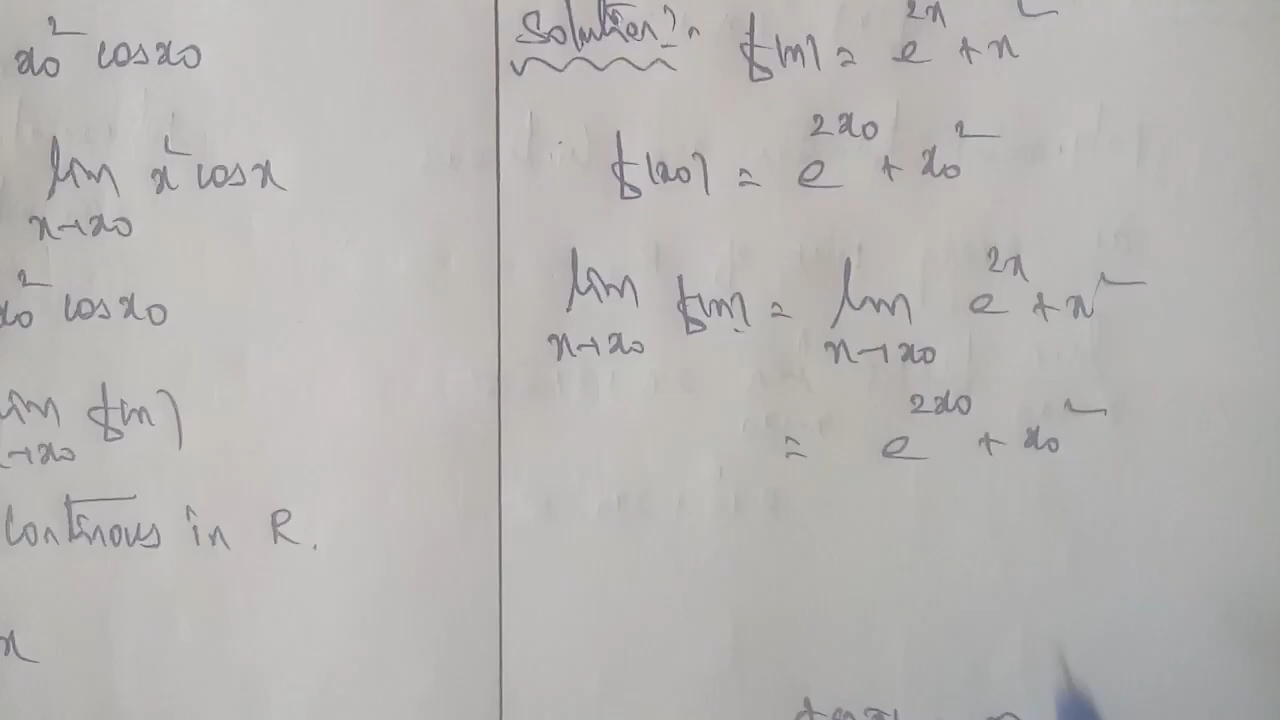 x₀² cos x₀
lim x² cos x
x→x₀
x₀² cos x₀
lim f(x)
→x₀
continous in R.
x
Solution:-  f(x) = e^{2x} + x²
f(x₀) = e^{2x₀} + x₀²
lim f(x) = lim e^{2x} + x²
x→x₀ x→x₀
= e^{2x₀} + x₀²